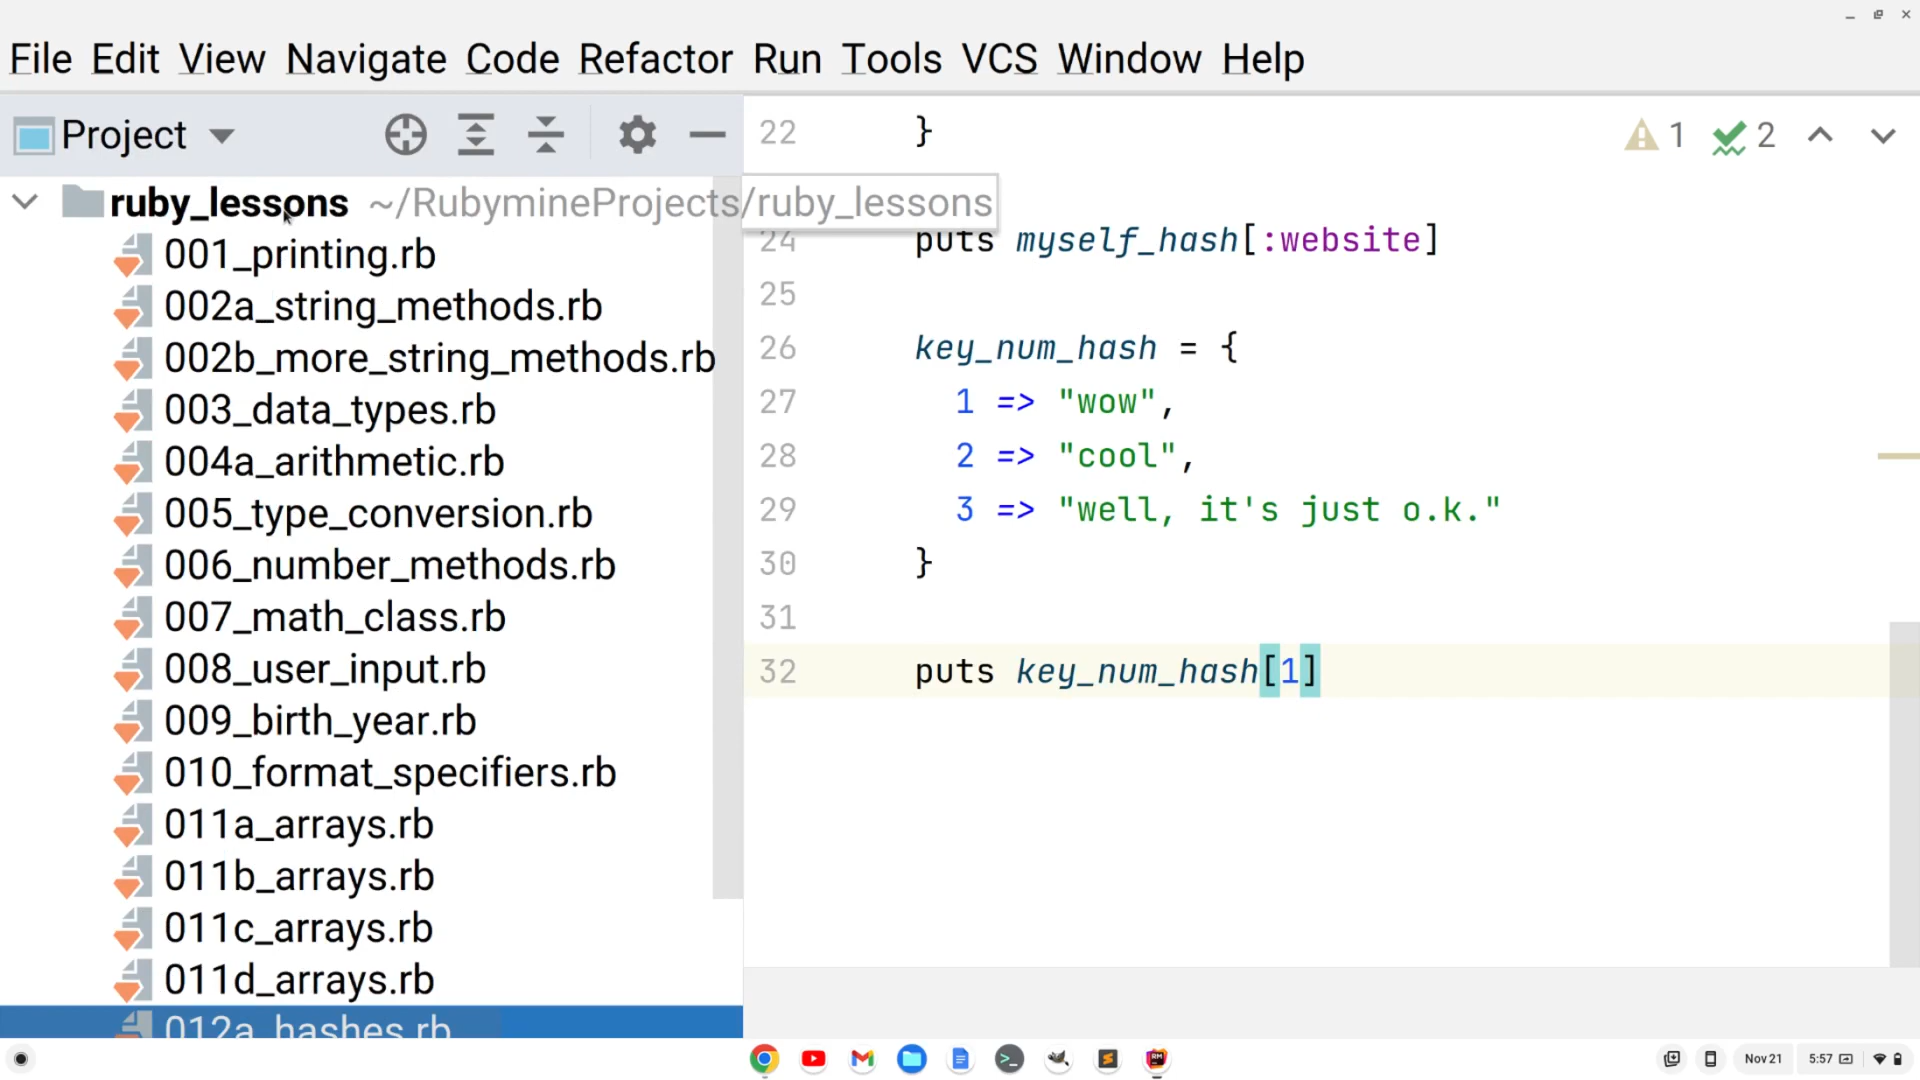 File Edit View Navigate Code Refactor Run Tools VCS Window Help
Project
ruby_lessons ~/RubymineProjects/ruby_lessons
001_printing.rb
002a_string_methods.rb
002b_more_string_methods.rb
003_data_types.rb
004a_arithmetic.rb
005_type_conversion.rb
006_number_methods.rb
007_math_class.rb
008_user_input.rb
009_birth_year.rb
010_format_specifiers.rb
011a_arrays.rb
011b_arrays.rb
011c_arrays.rb
011d_arrays.rb
012a_hashes.rb
22 }
1 2
24 puts myself_hash[:website]
25
26 key_num_hash = {
27 1 => "wow",
28 2 => "cool",
29 3 => "well, it's just o.k."
30 }
31
32 puts key_num_hash[1]
Nov 21 5:57